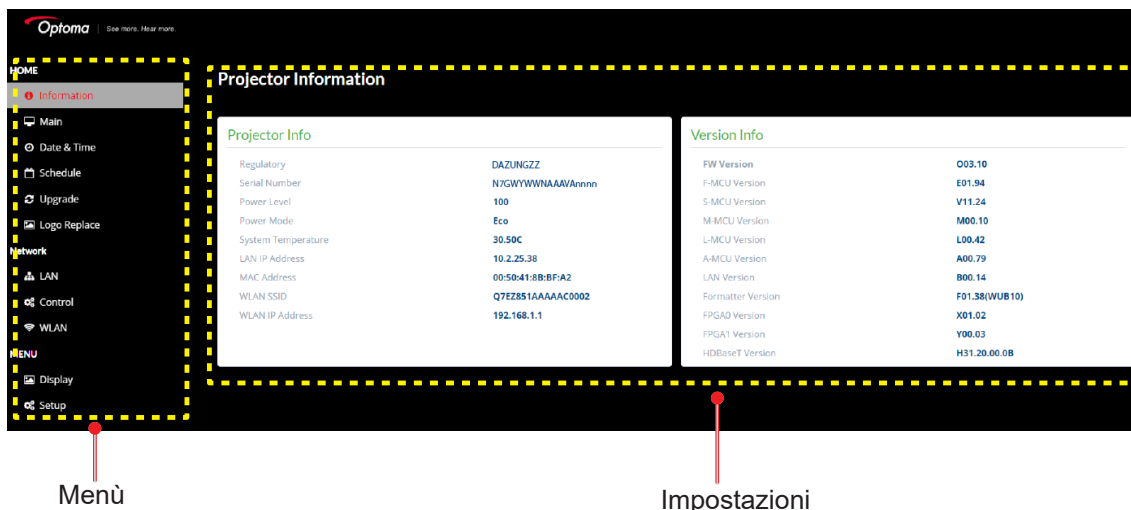 Optoma | See more. Hear more.
HOME
Information
Main
Date & Time
Schedule
Upgrade
Logo Replace
Network
LAN
Control
WLAN
MENU
Display
Setup
Projector Information
Projector Info
Regulatory DAZUNGZZ
Serial Number N7GWYWWNAAAVAnnnn
Power Level 100
Power Mode Eco
System Temperature 30.50C
LAN IP Address 10.2.25.38
MAC Address 00:50:41:8B:BF:A2
WLAN SSID Q7EZ851AAAAAC0002
WLAN IP Address 192.168.1.1
Version Info
FW Version O03.10
F-MCU Version E01.94
S-MCU Version V11.24
M-MCU Version M00.10
L-MCU Version L00.42
A-MCU Version A00.79
LAN Version B00.14
Formatter Version F01.38(WUB10)
FPGA0 Version X01.02
FPGA1 Version Y00.03
HDBaseT Version H31.20.00.0B
Menù
Impostazioni